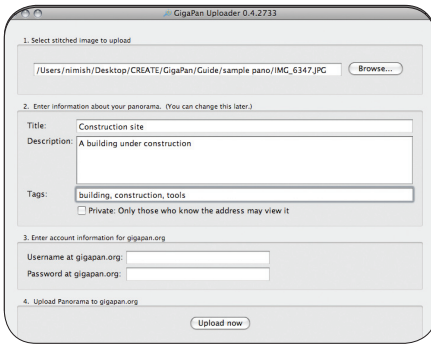 GigaPan Uploader 0.4.2733
1. Select stitched image to upload
/Users/nimish/Desktop/CREATE/GigaPan/Guide/sample pano/IMG_6347.JPG
Browse...
2. Enter information about your panorama. (You can change this later.)
Title: Construction site
Description: A building under construction
Tags: building, construction, tools
Private: Only those who know the address may view it
3. Enter account information for gigapan.org
Username at gigapan.org:
Password at gigapan.org:
4. Upload Panorama to gigapan.org
Upload now